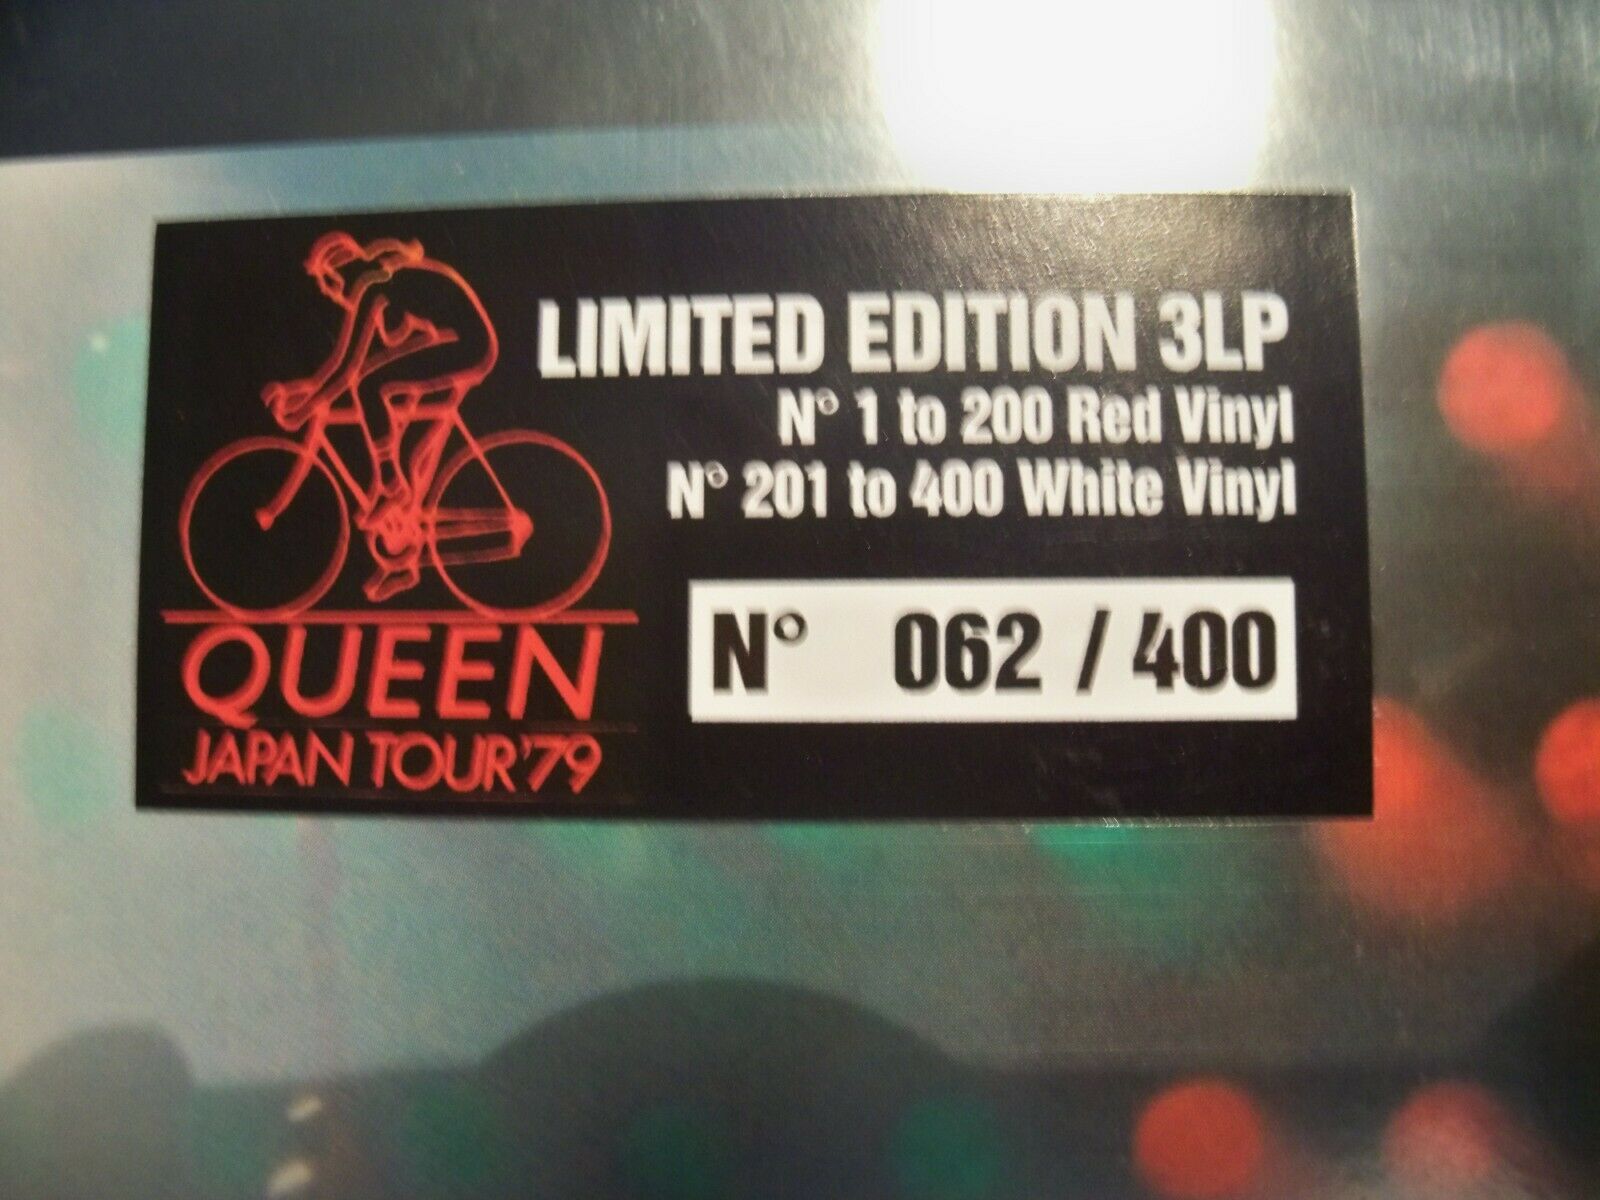 LIMITED EDITION 3LP
N° 1 to 200 Red Vinyl
N° 201 to 400 White Vinyl
N° 062 / 400
QUEEN
JAPAN TOUR'79